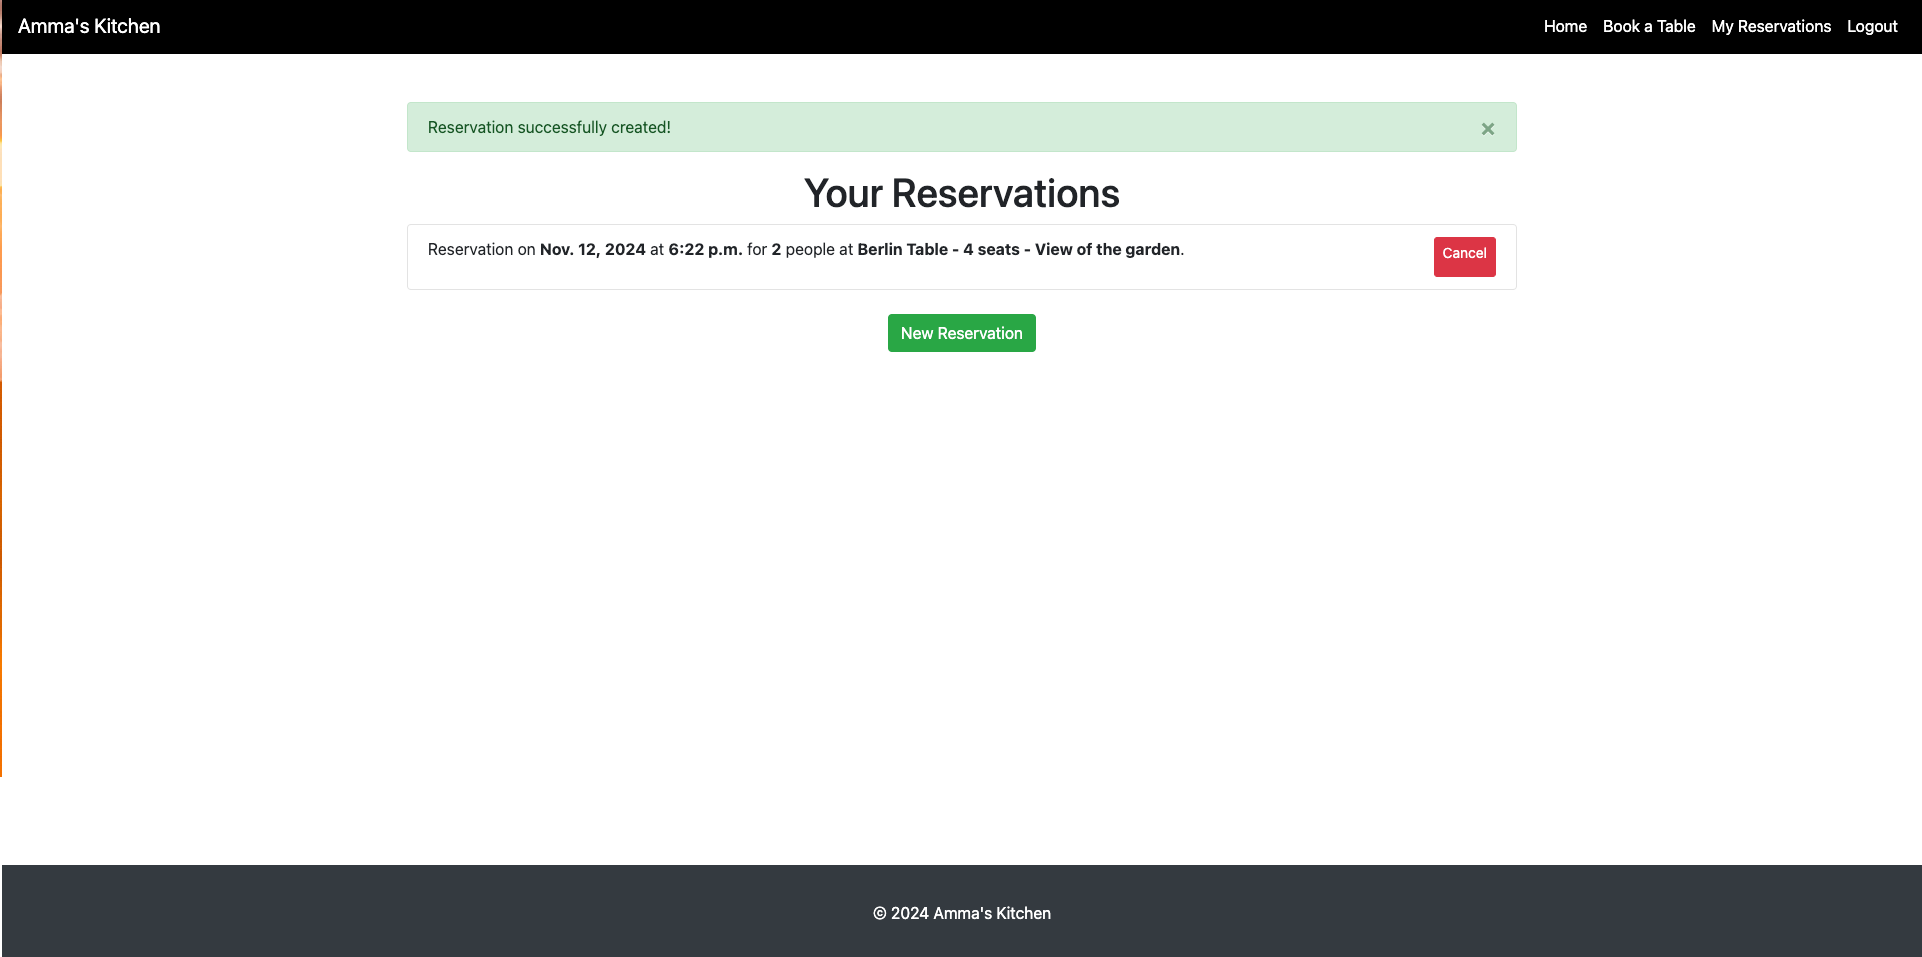 Amma's Kitchen
Home Book a Table My Reservations Logout
Reservation successfully created! ×
Your Reservations
Reservation on Nov. 12, 2024 at 6:22 p.m. for 2 people at Berlin Table - 4 seats - View of the garden.
Cancel
New Reservation
© 2024 Amma's Kitchen